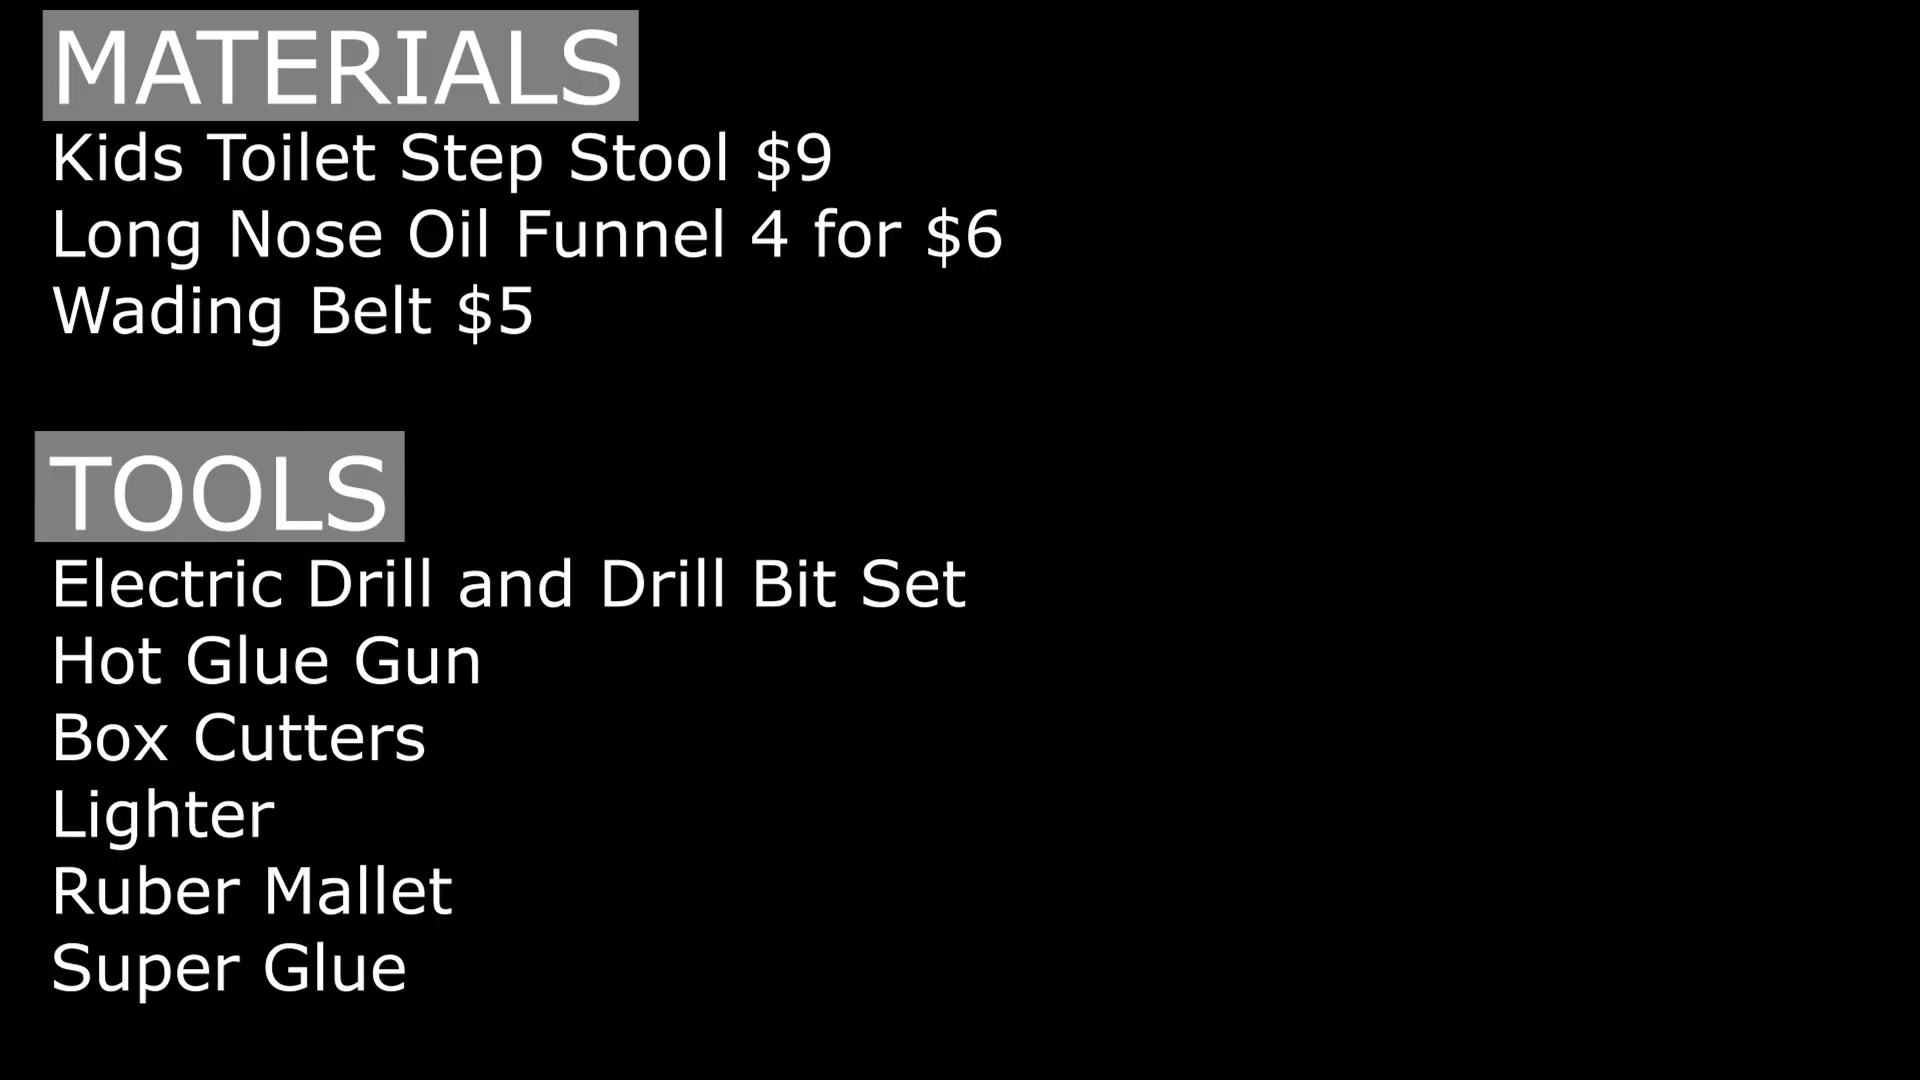 MATERIALS
Kids Toilet Step Stool $9
Long Nose Oil Funnel 4 for $6
Wading Belt $5
TOOLS
Electric Drill and Drill Bit Set
Hot Glue Gun
Box Cutters
Lighter
Ruber Mallet
Super Glue